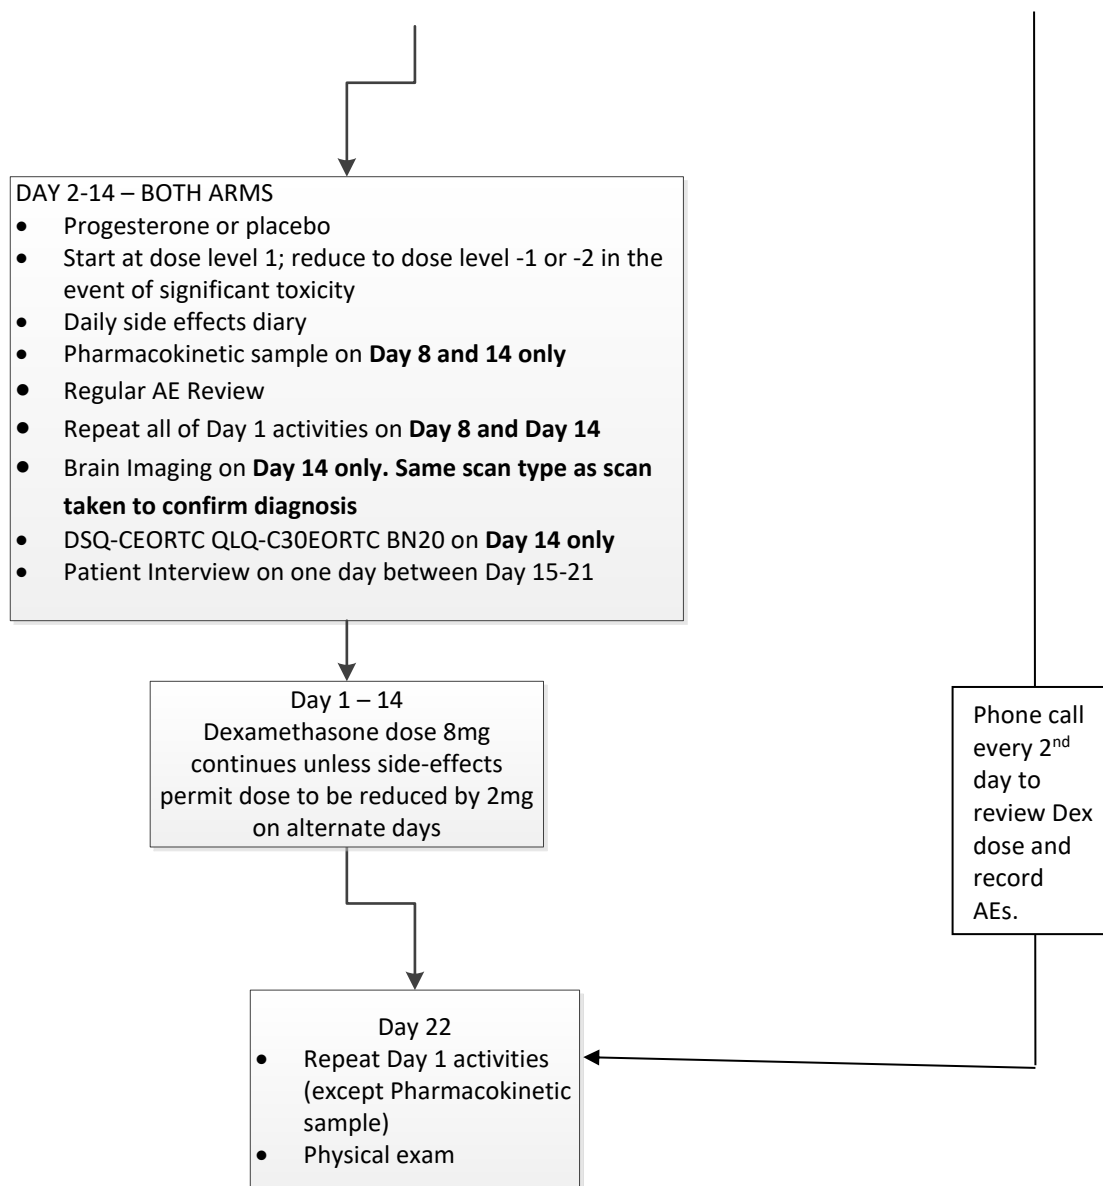 DAY 2-14 – BOTH ARMS
• Progesterone or placebo
• Start at dose level 1; reduce to dose level -1 or -2 in the
event of significant toxicity
• Daily side effects diary
• Pharmacokinetic sample on Day 8 and 14 only
• Regular AE Review
• Repeat all of Day 1 activities on Day 8 and Day 14
• Brain Imaging on Day 14 only. Same scan type as scan
taken to confirm diagnosis
• DSQ-CEORTC QLQ-C30EORTC BN20 on Day 14 only
• Patient Interview on one day between Day 15-21
Day 1 – 14
Dexamethasone dose 8mg
continues unless side-effects
permit dose to be reduced by 2mg
on alternate days
Phone call
every 2nd
day to
review Dex
dose and
record
AEs.
Day 22
• Repeat Day 1 activities
(except Pharmacokinetic
sample)
• Physical exam